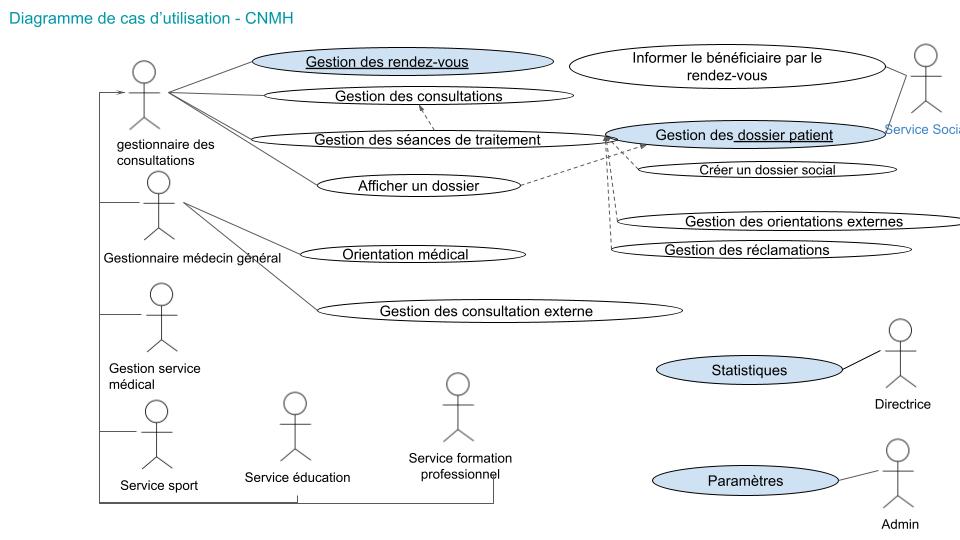 Diagramme de cas d'utilisation - CNMH
Gestion des rendez-vous
Informer le bénéficiaire par le
rendez-vous
Gestion des consultations
Gestion des séances de traitement
Gestion des dossier patient
Service Socia
gestionnaire des
consultations
Créer un dossier social
Afficher un dossier
Gestion des orientations externes
Gestion des réclamations
Orientation médical
Gestionnaire médecin général
Gestion des consultation externe
Gestion service
médical
Statistiques
Directrice
Service formation
professionnel
Service éducation
Service sport
Paramètres
Admin